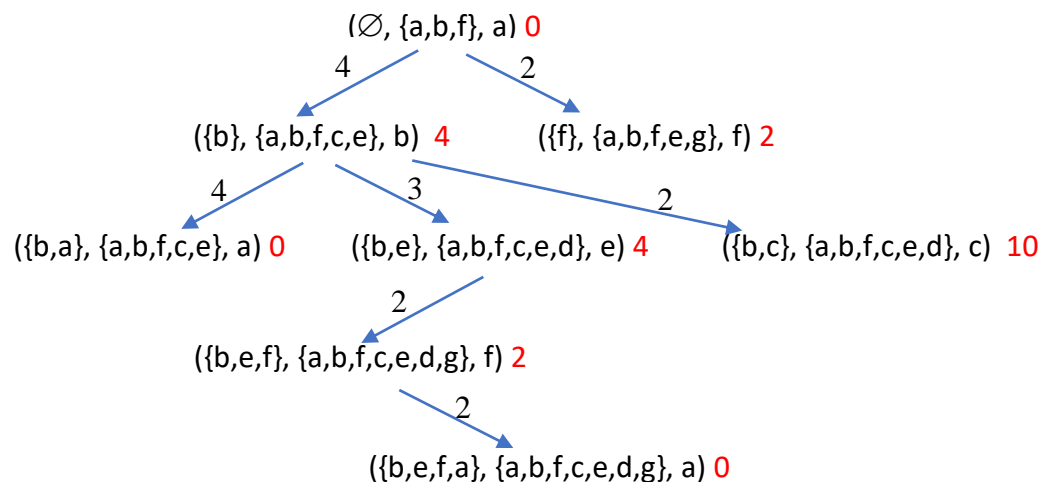 (∅, {a,b,f}, a) 0
4 2
({b}, {a,b,f,c,e}, b) 4 ({f}, {a,b,f,e,g}, f) 2
4 3 2
({b,a}, {a,b,f,c,e}, a) 0 ({b,e}, {a,b,f,c,e,d}, e) 4 ({b,c}, {a,b,f,c,e,d}, c) 10
2
({b,e,f}, {a,b,f,c,e,d,g}, f) 2
2
({b,e,f,a}, {a,b,f,c,e,d,g}, a) 0